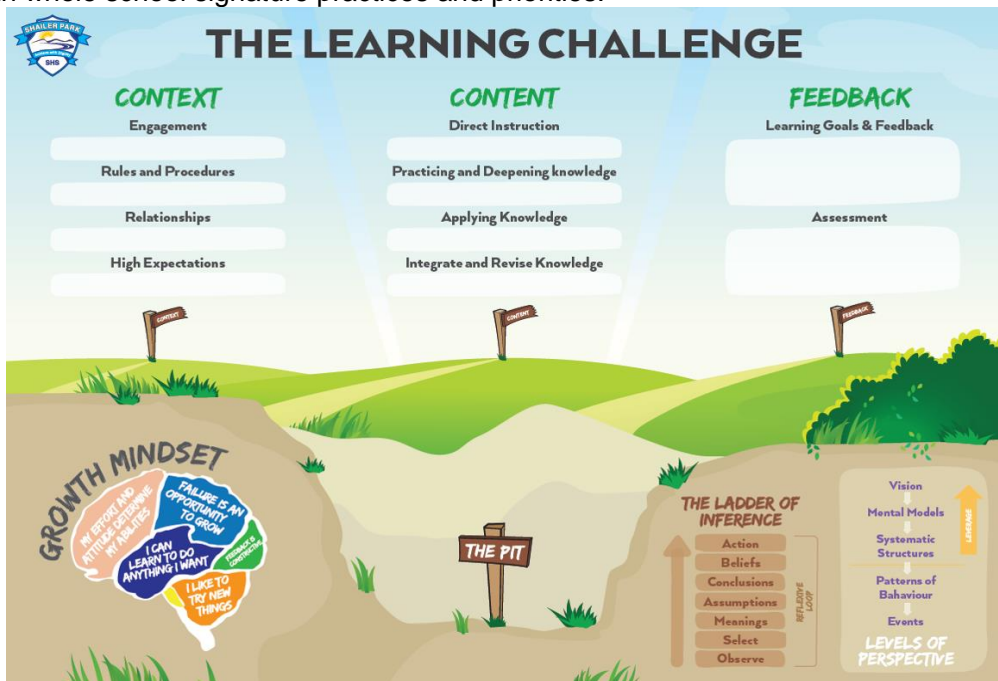 whole school signature practices and priorities.
SHAILER PARK
SHS
THE LEARNING CHALLENGE
CONTEXT
Engagement
Rules and Procedures
Relationships
High Expectations
CONTENT
Direct Instruction
Practicing and Deepening knowledge
Applying Knowledge
Integrate and Revise Knowledge
FEEDBACK
Learning Goals & Feedback
Assessment
CONTEXT
CONTENT
FEEDBACK
GROWTH MINDSET
MY EFFORT AND
ATTITUDE DETERMINE
MY ABILITIES
FAILURE IS AN
OPPORTUNITY
TO GROW
I CAN
LEARN TO DO
ANYTHING I WANT
FEEDBACK IS
CONSTRUCTIVE
I LIKE TO
TRY NEW
THINGS
THE PIT
THE LADDER OF
INFERENCE
Action
Beliefs
Conclusions
Assumptions
Meanings
Select
Observe
REFLEXIVE
LOOP
Vision
Mental Models
Systematic
Structures
Patterns of
Bahaviour
Events
LEVERAGE
LEVELS OF
PERSPECTIVE